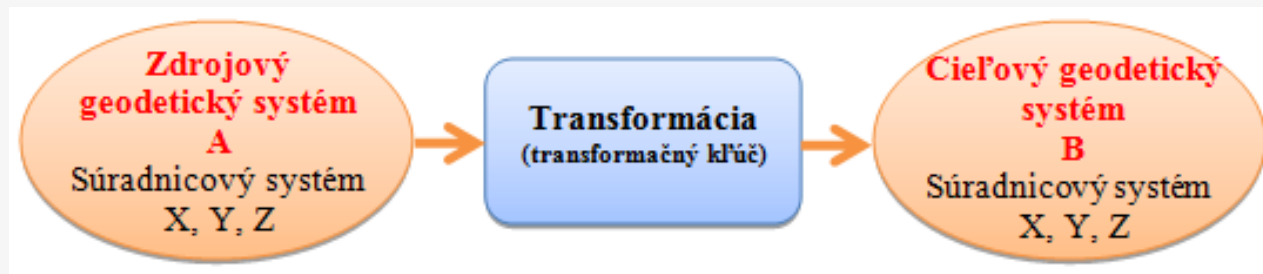 Zdrojový
geodetický systém
A
Súradnicový systém
X, Y, Z
Transformácia
(transformačný kľúč)
Cieľový geodetický
systém
B
Súradnicový systém
X, Y, Z